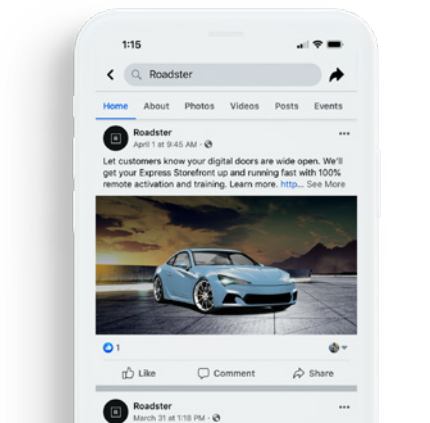 1:15
Roadster
Home About Photos Videos Posts Events
Roadster
April 1 at 9:45 AM ·
Let customers know your digital doors are wide open. We'll
get your Express Storefront up and running fast with 100%
remote activation and training. Learn more. http... See More
1
Like Comment Share
Roadster
March 31 at 1:18 PM ·